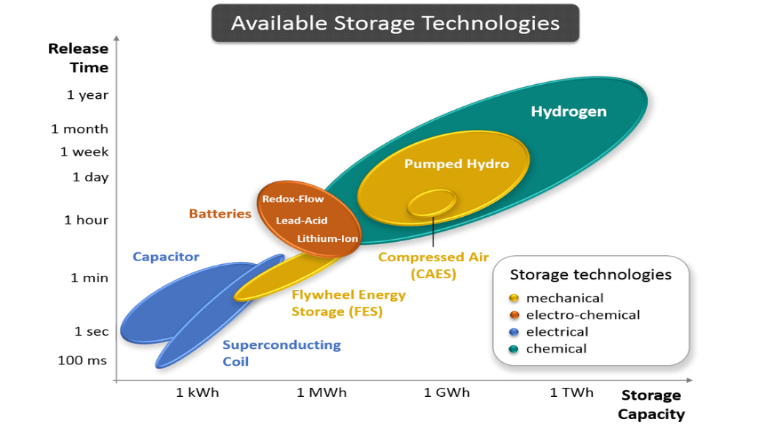 Available Storage Technologies
Release
Time
1 year
1 month
1 week
1 day
1 hour
1 min
1 sec
100 ms
Hydrogen
Pumped Hydro
Redox-Flow
Batteries
Lead-Acid
Lithium-Ion
Capacitor
Compressed Air
(CAES)
Flywheel Energy
Storage (FES)
Superconducting
Coil
Storage technologies
mechanical
electro-chemical
electrical
chemical
1 kWh
1 MWh
1 GWh
1 TWh
Storage
Capacity